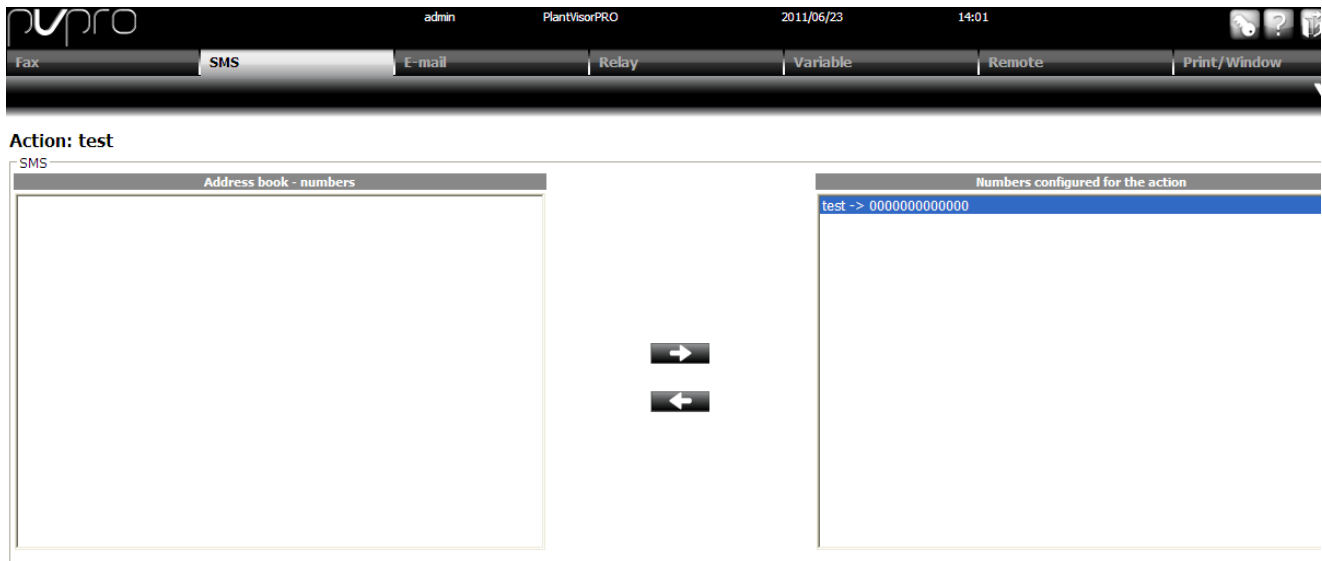 pvpro admin PlantVisorPRO 2011/06/23 14:01 ?
Fax SMS E-mail Relay Variable Remote Print/Window
Action: test
SMS
Address book - numbers Numbers configured for the action
test -> 0000000000000